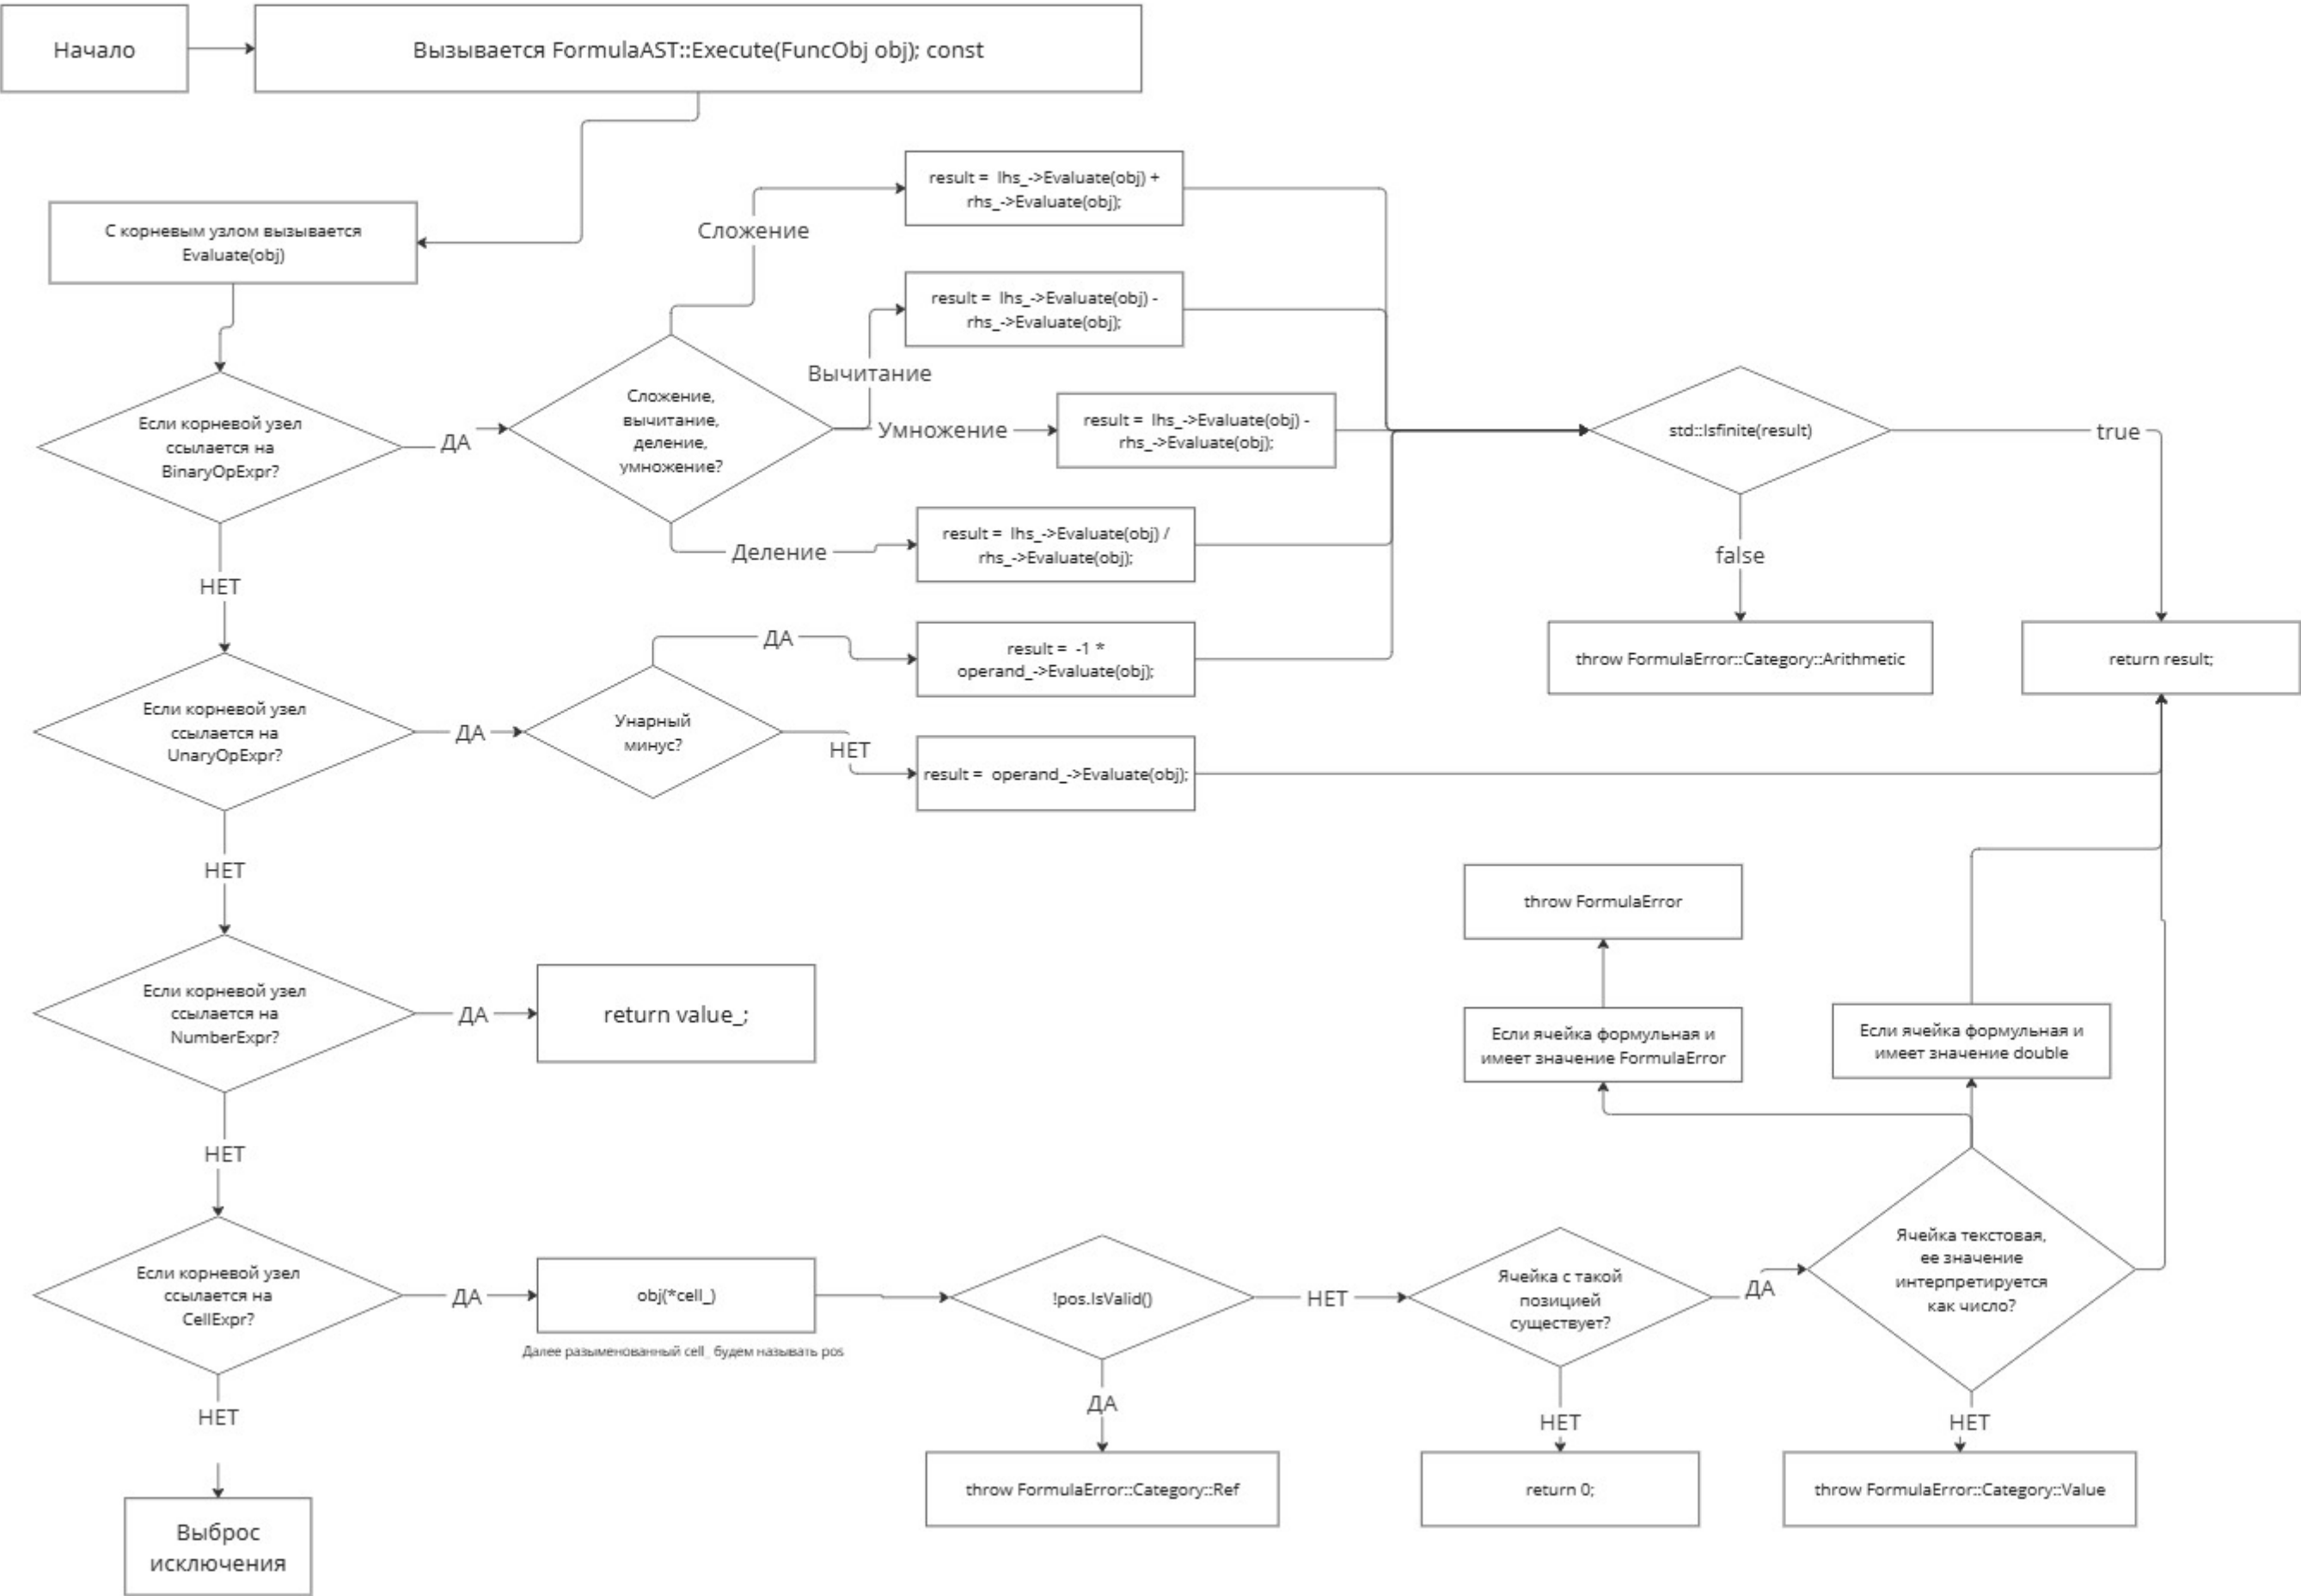 Начало
Вызывается FormulaAST::Execute(FuncObj obj); const
С корневым узлом вызывается
Evaluate(obj)
Сложение
result = lhs_->Evaluate(obj) +
rhs_->Evaluate(obj);
Вычитание
result = lhs_->Evaluate(obj) -
rhs_->Evaluate(obj);
Если корневой узел
ссылается на
BinaryOpExpr?
ДА
Сложение,
вычитание,
деление,
умножение?
Умножение
result = lhs_->Evaluate(obj) -
rhs_->Evaluate(obj);
std::Isfinite(result)
true
Деление
result = lhs_->Evaluate(obj) /
rhs_->Evaluate(obj);
false
НЕТ
ДА
result = -1 *
operand_->Evaluate(obj);
throw FormulaError::Category::Arithmetic
return result;
Если корневой узел
ссылается на
UnaryOpExpr?
ДА
Унарный
минус?
НЕТ
result = operand_->Evaluate(obj);
НЕТ
throw FormulaError
Если корневой узел
ссылается на
NumberExpr?
ДА
return value_;
Если ячейка формульная и
имеет значение FormulaError
Если ячейка формульная и
имеет значение double
НЕТ
Если корневой узел
ссылается на
CellExpr?
ДА
obj(*cell_)
Далее разыменованный cell_ будем называть pos
!pos.IsValid()
НЕТ
Ячейка с такой
позицией
существует?
ДА
Ячейка текстовая,
ее значение
интерпретируется
как число?
НЕТ
ДА
НЕТ
НЕТ
throw FormulaError::Category::Ref
return 0;
throw FormulaError::Category::Value
Выброс
исключения